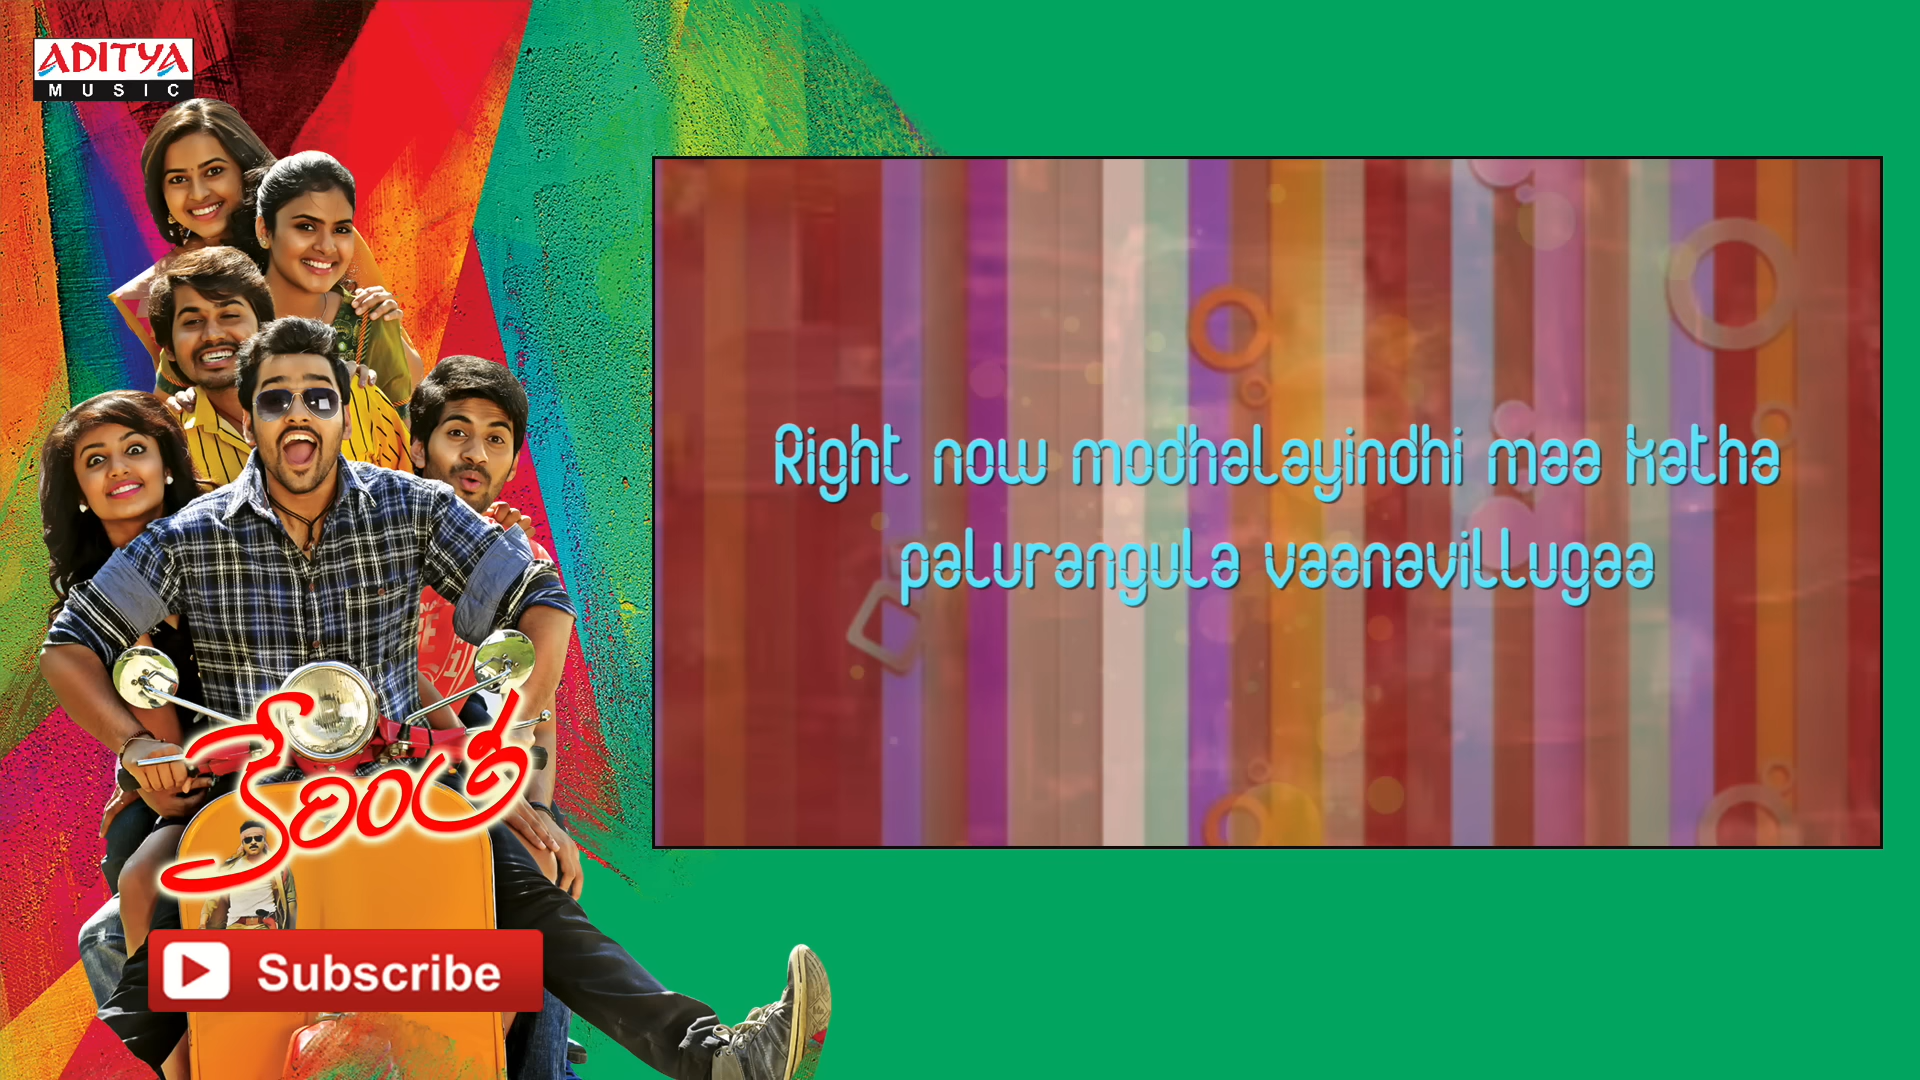 ADITYA
MUSIC
Right now modhalayindhi maa katha
palurangula vaanavillugaa
కేరింత
Subscribe